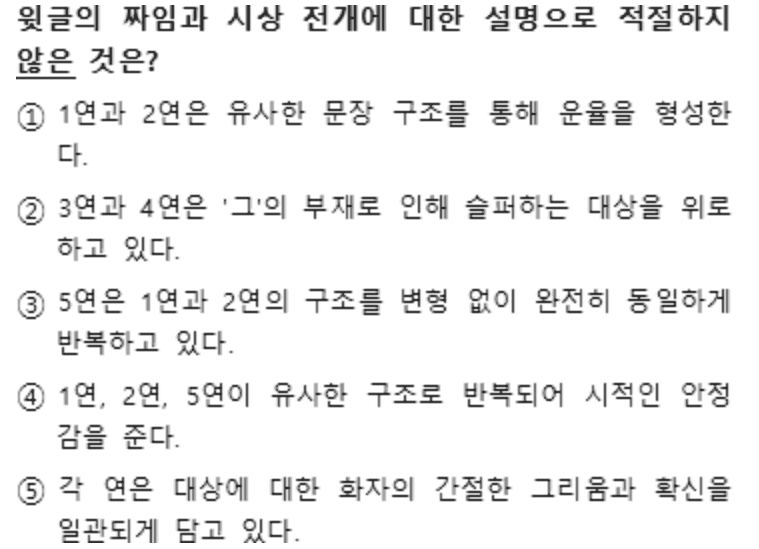 윗글의 짜임과 시상 전개에 대한 설명으로 적절하지
않은 것은?
① 1연과 2연은 유사한 문장 구조를 통해 운율을 형성한
다.
② 3연과 4연은 '그'의 부재로 인해 슬퍼하는 대상을 위로
하고 있다.
③ 5연은 1연과 2연의 구조를 변형 없이 완전히 동일하게
반복하고 있다.
④ 1연, 2연, 5연이 유사한 구조로 반복되어 시적인 안정
감을 준다.
⑤ 각 연은 대상에 대한 화자의 간절한 그리움과 확신을
일관되게 담고 있다.